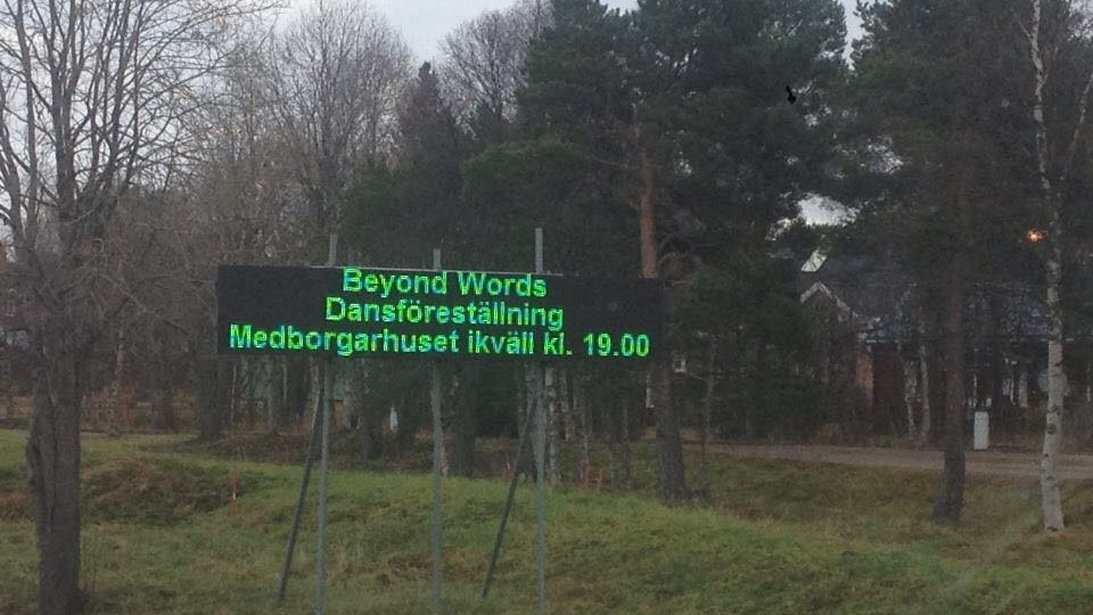 Beyond Words
Dansföreställning
Medborgarhuset ikväll kl. 19.00